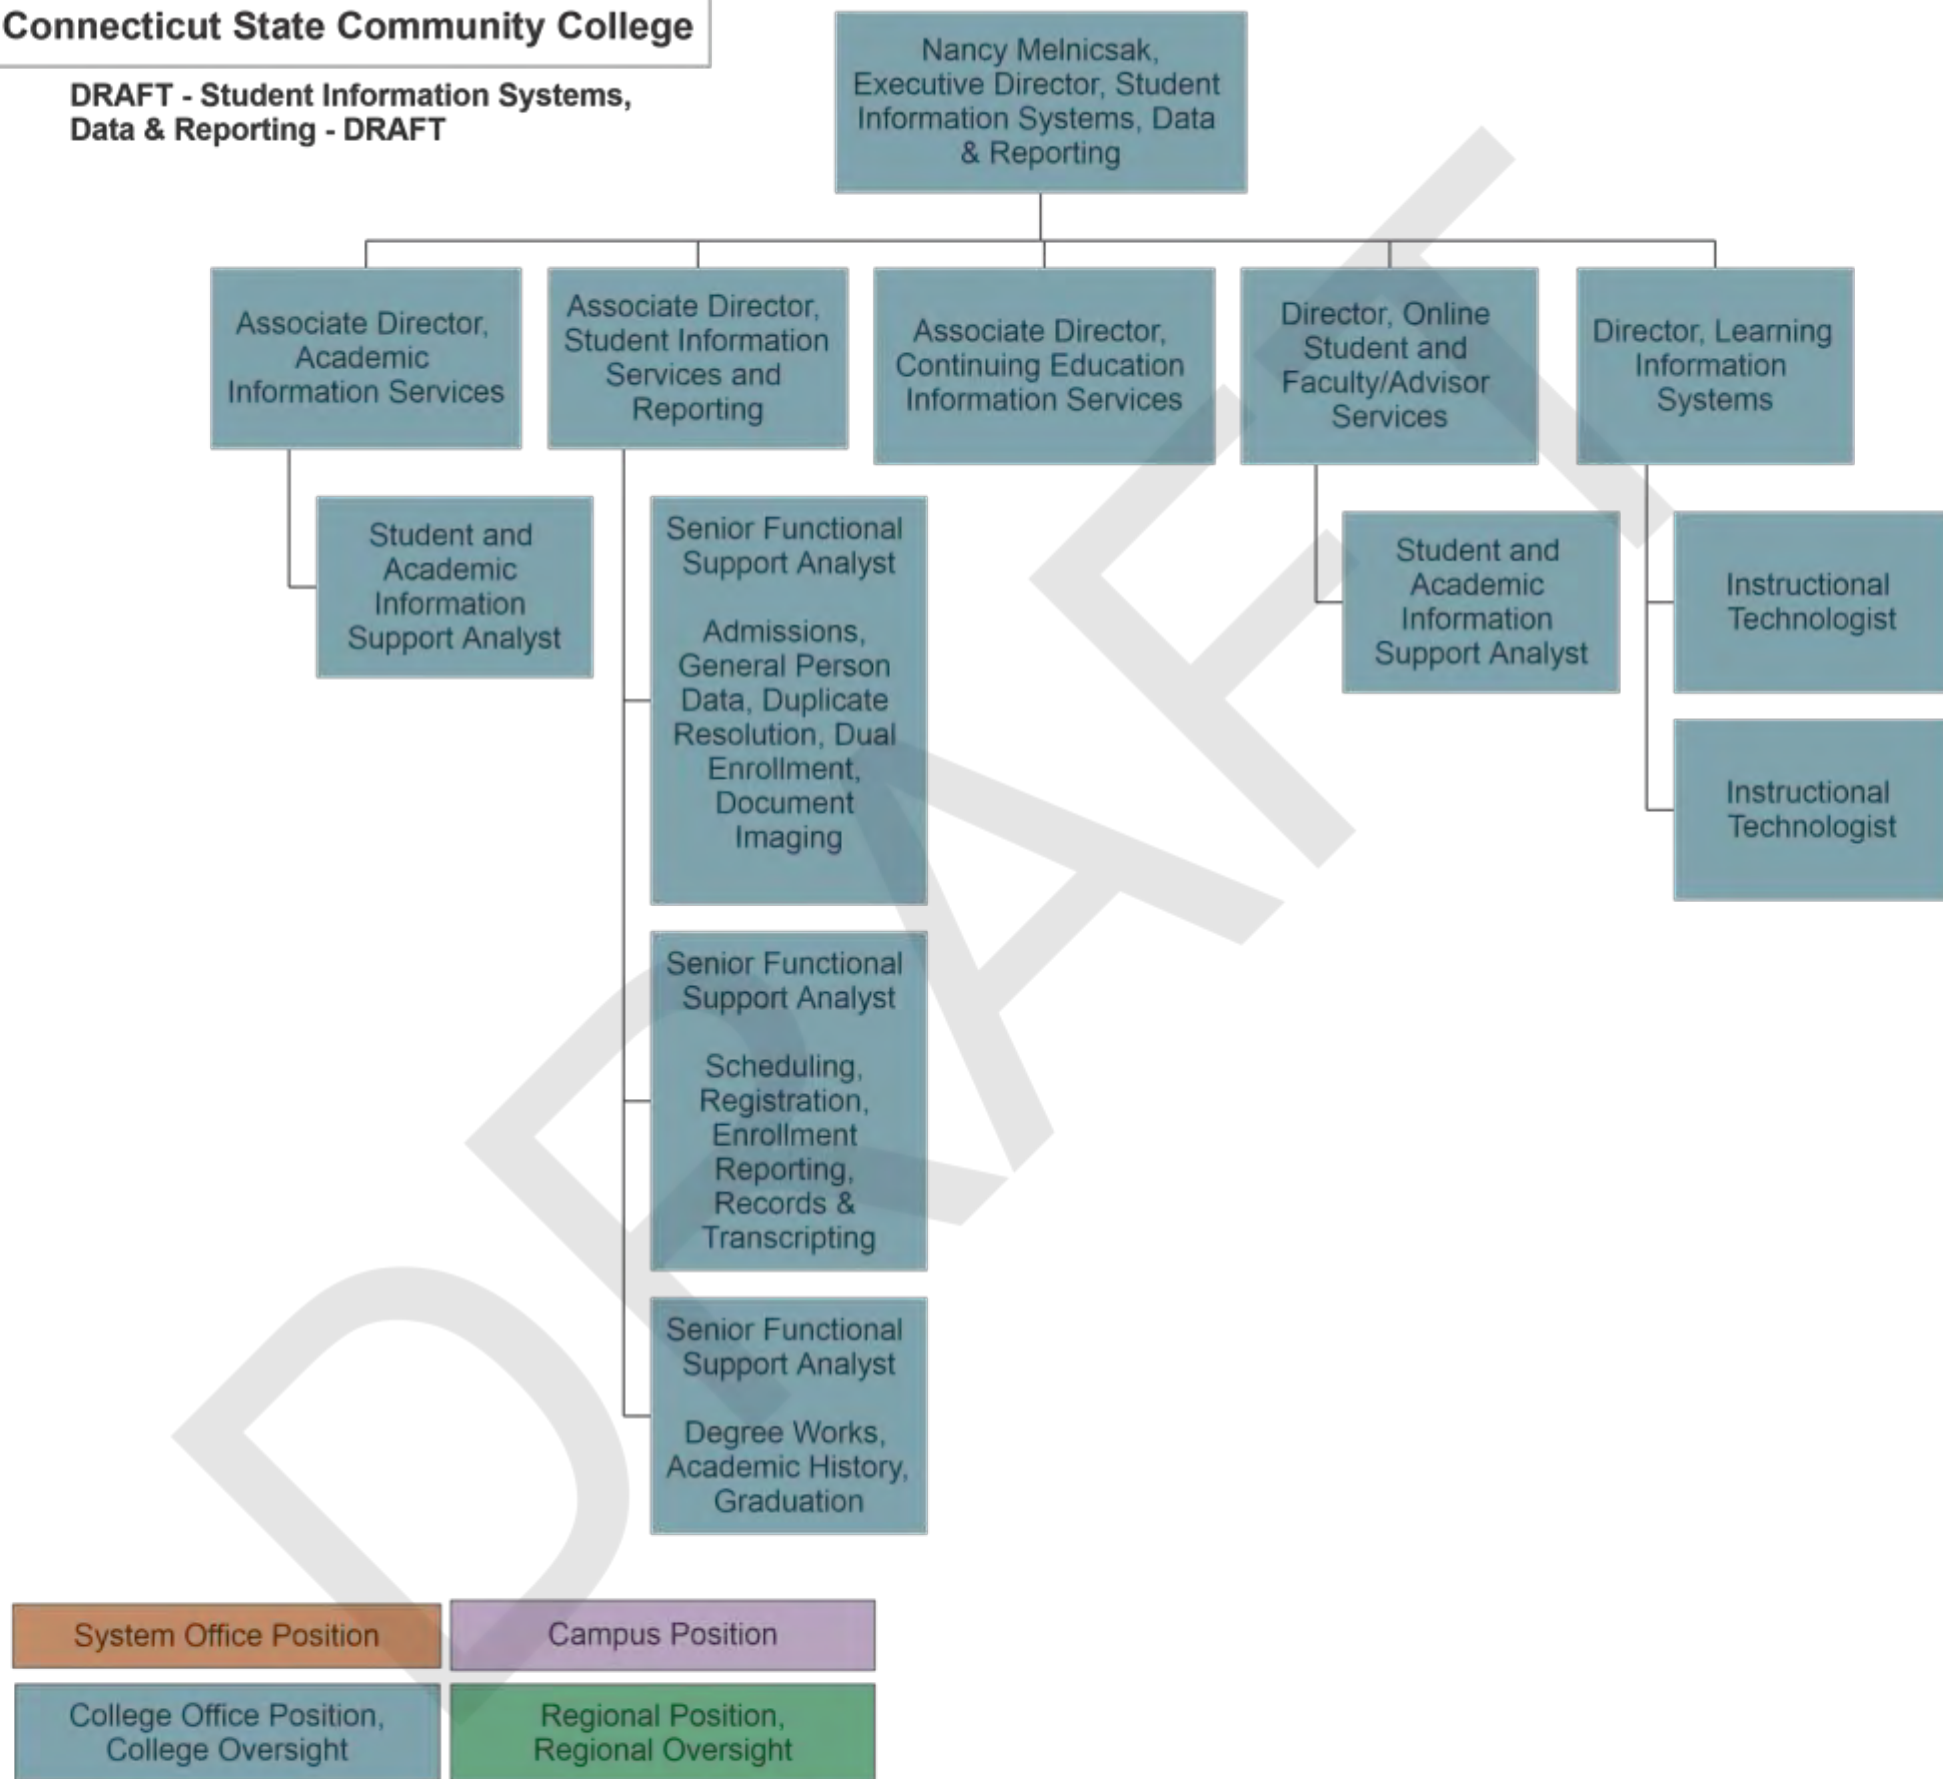 Connecticut State Community College
DRAFT - Student Information Systems,
Data & Reporting - DRAFT
Nancy Melnicsak,
Executive Director, Student
Information Systems, Data
& Reporting
Associate Director,
Academic
Information Services
Associate Director,
Student Information
Services and
Reporting
Associate Director,
Continuing Education
Information Services
Director, Online
Student and
Faculty/Advisor
Services
Director, Learning
Information
Systems
Student and
Academic
Information
Support Analyst
Senior Functional
Support Analyst
Admissions,
General Person
Data, Duplicate
Resolution, Dual
Enrollment,
Document
Imaging
Senior Functional
Support Analyst
Scheduling,
Registration,
Enrollment
Reporting,
Records &
Transcripting
Senior Functional
Support Analyst
Degree Works,
Academic History,
Graduation
Student and
Academic
Information
Support Analyst
Instructional
Technologist
Instructional
Technologist
DRAFT
System Office Position
Campus Position
College Office Position,
College Oversight
Regional Position,
Regional Oversight